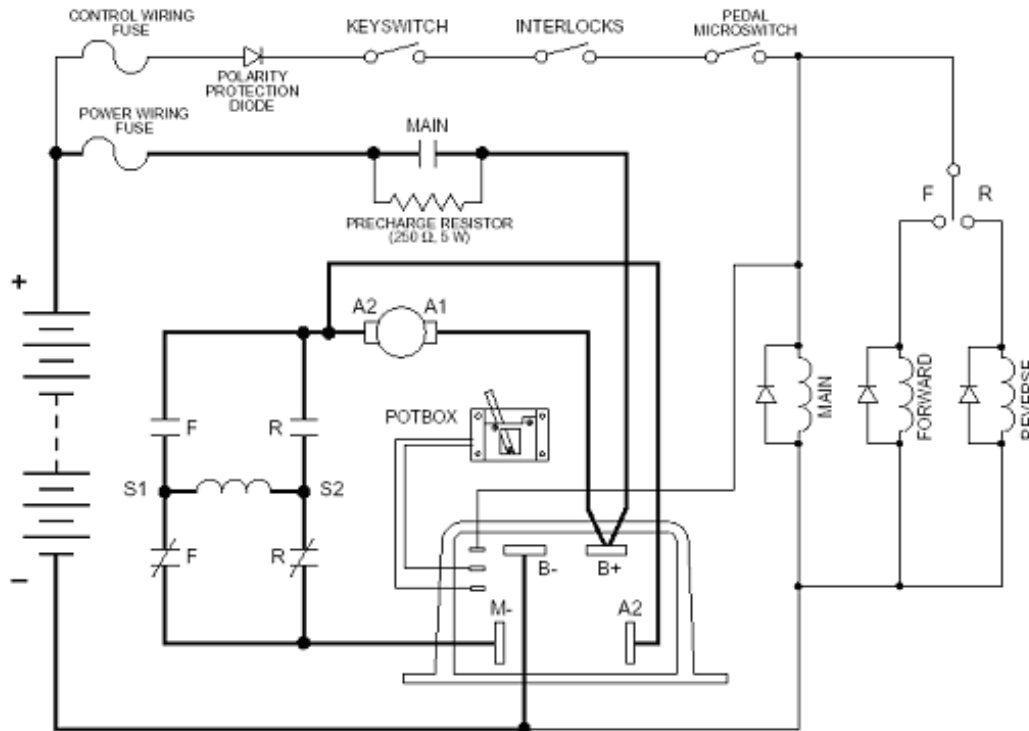 CONTROL WIRING
FUSE
POLARITY
PROTECTION
DIODE
KEYSWITCH
INTERLOCKS
PEDAL
MICROSWITCH
POWER WIRING
FUSE
MAIN
PRECHARGE RESISTOR
(250 Ω, 5 W)
F
R
+
A2
A1
MAIN
FORWARD
REVERSE
POTBOX
F
R
S1
S2
F
R
B-
B+
M-
A2
–